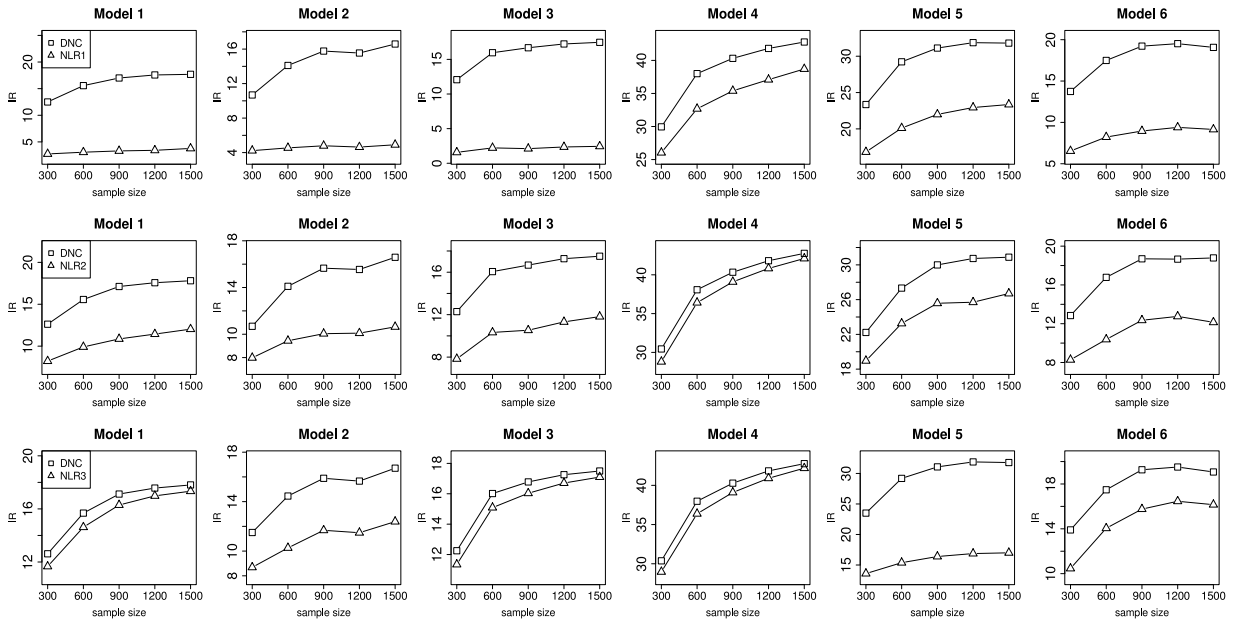 Model 1
DNC
NLR1
20
10
5
IR
300 600 900 1200 1500
sample size
Model 2
16
12
8
4
IR
300 600 900 1200 1500
sample size
Model 3
15
10
5
0
IR
300 600 900 1200 1500
sample size
Model 4
40
35
30
25
IR
300 600 900 1200 1500
sample size
Model 5
30
25
20
IR
300 600 900 1200 1500
sample size
Model 6
20
15
10
5
IR
300 600 900 1200 1500
sample size
Model 1
DNC
NLR2
20
15
10
IR
300 600 900 1200 1500
sample size
Model 2
18
16
14
12
10
8
IR
300 600 900 1200 1500
sample size
Model 3
16
12
8
IR
300 600 900 1200 1500
sample size
Model 4
40
35
30
IR
300 600 900 1200 1500
sample size
Model 5
30
26
22
18
IR
300 600 900 1200 1500
sample size
Model 6
20
16
12
8
IR
300 600 900 1200 1500
sample size
Model 1
DNC
NLR3
20
16
12
IR
300 600 900 1200 1500
sample size
Model 2
16
14
12
10
8
IR
300 600 900 1200 1500
sample size
Model 3
18
16
14
12
IR
300 600 900 1200 1500
sample size
Model 4
40
35
30
IR
300 600 900 1200 1500
sample size
Model 5
30
25
20
15
IR
300 600 900 1200 1500
sample size
Model 6
18
14
10
IR
300 600 900 1200 1500
sample size